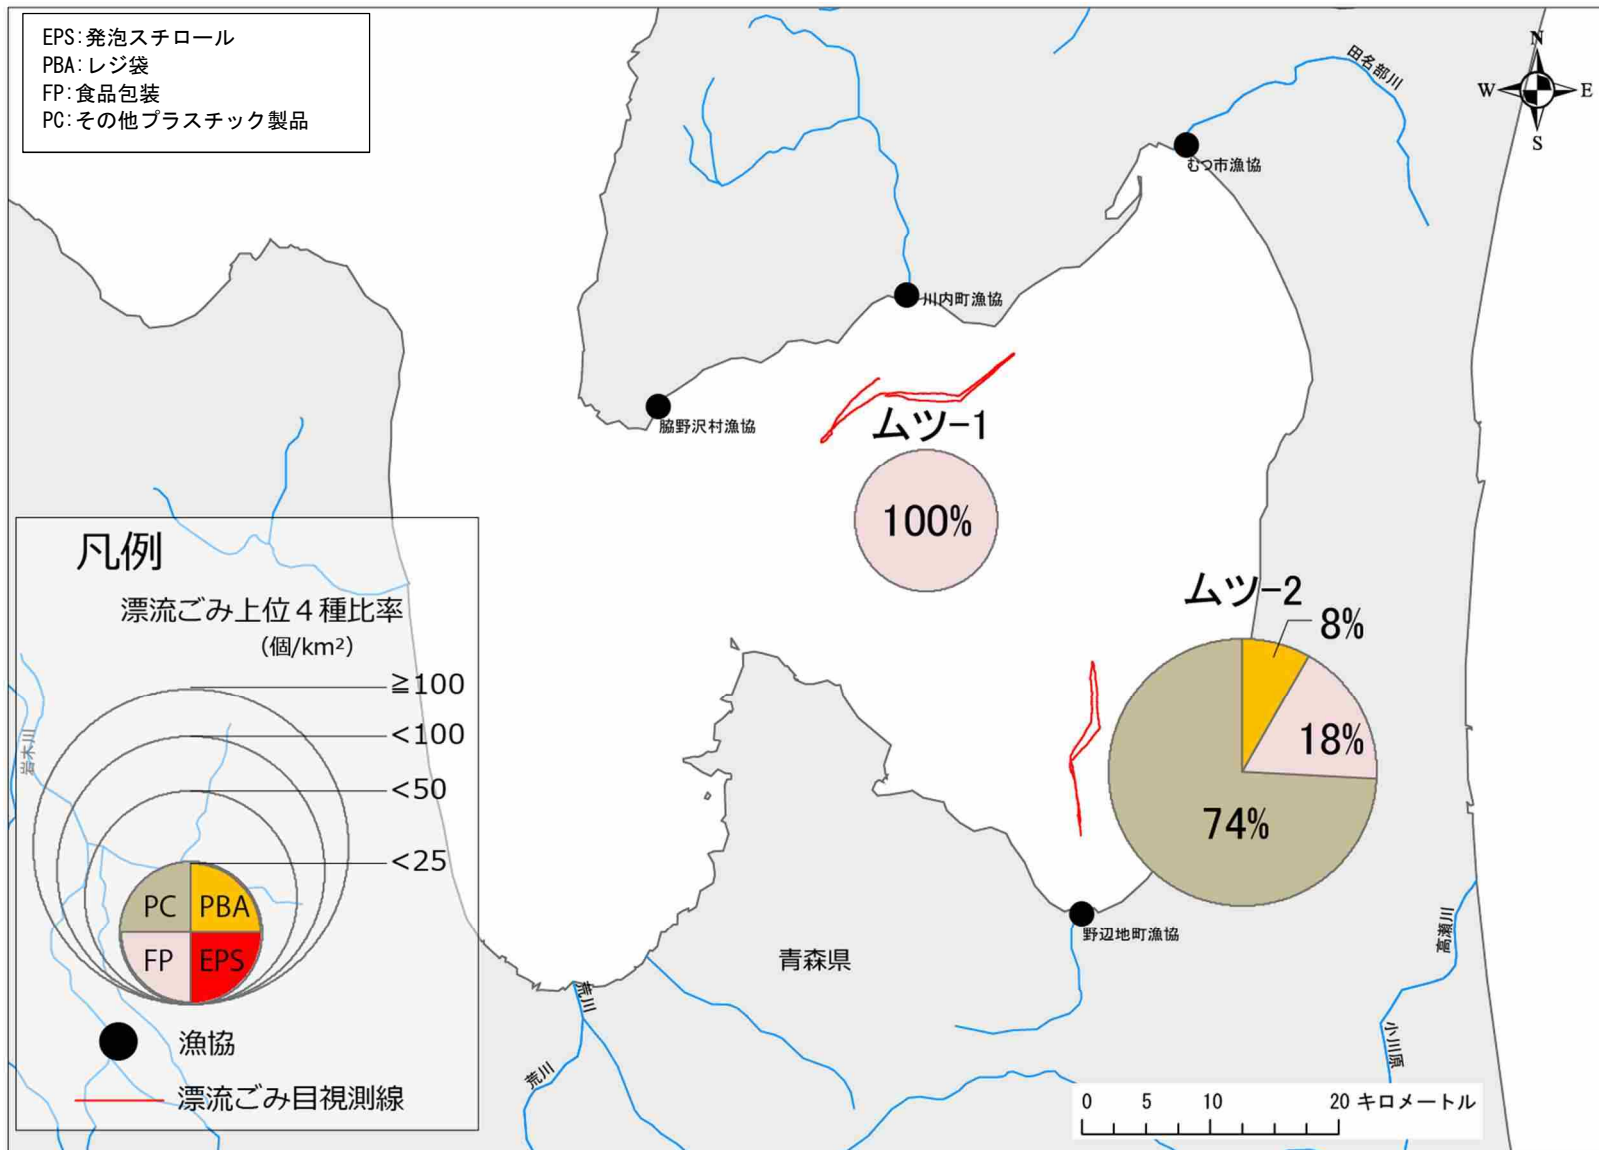 EPS:発泡スチロール
PBA:レジ袋
FP:食品包装
PC:その他プラスチック製品
N
W
E
S
田名部川
むつ市漁協
川内町漁協
脇野沢村漁協
ムツ-1
100%
ムツ-2
8%
18%
74%
凡例
漂流ごみ上位４種比率
(個/km²)
≧100
<100
<50
<25
岩木川
PC
PBA
FP
EPS
漁協
漂流ごみ目視測線
青森県
野辺地町漁協
高瀬川
小川原
荒川
荒川
0 5 10 20 キロメートル